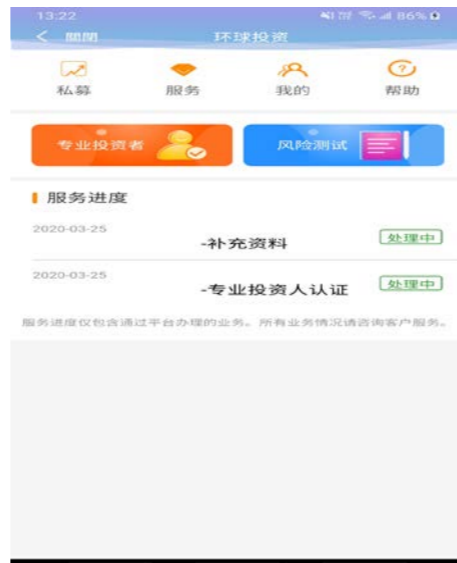 13:22
86%
< 關閉 环球投资
私募 服务 我的 帮助
专业投资者 风险测试
服务进度
2020-03-25
-补充资料 处理中
2020-03-25
-专业投资人认证 处理中
服务进度仅包含通过平台办理的业务。所有业务情况请咨询客户服务。